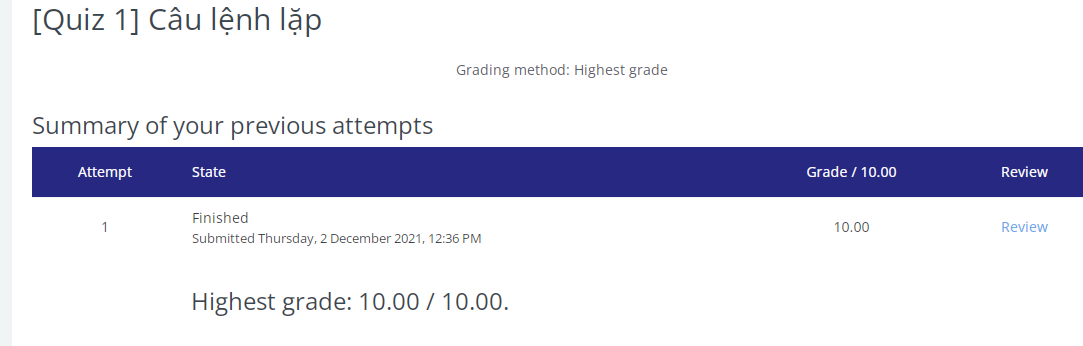 [Quiz 1] Câu lệnh lặp
Grading method: Highest grade
Summary of your previous attempts
Attempt State Grade / 10.00 Review
1 Finished 10.00 Review
Submitted Thursday, 2 December 2021, 12:36 PM
Highest grade: 10.00 / 10.00.